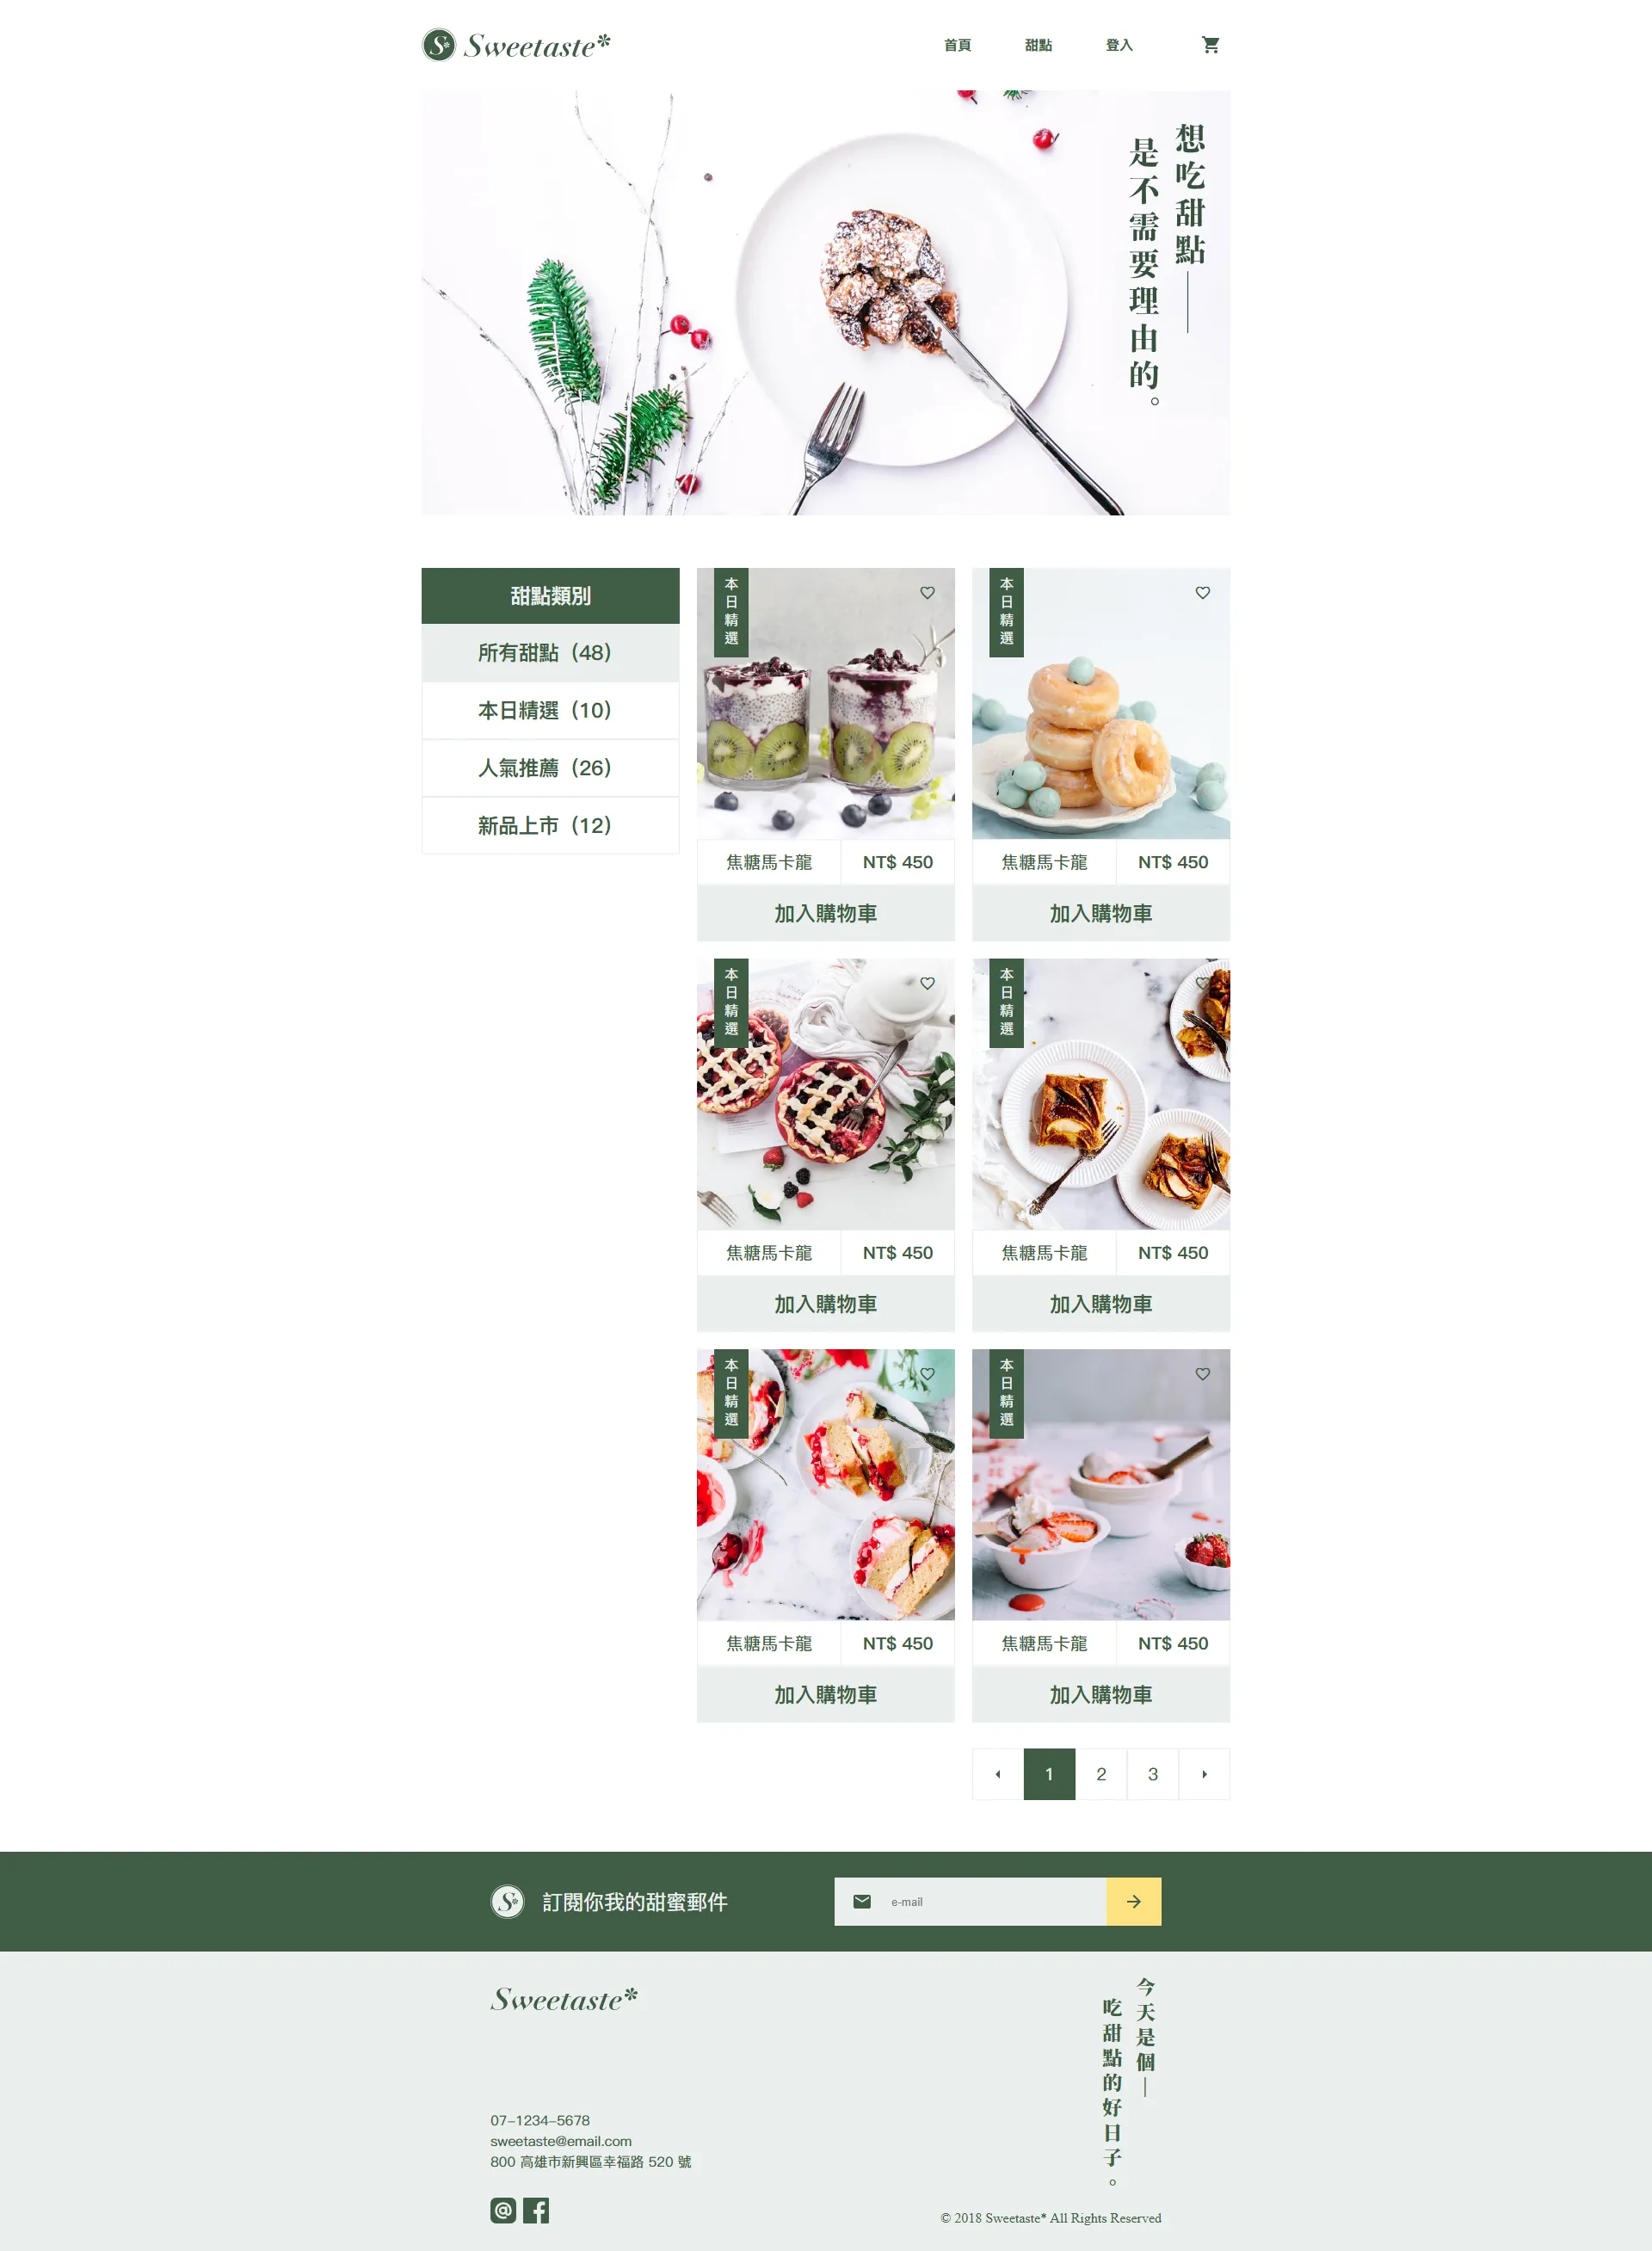 S* Sweetaste*
首頁 甜點 登入
想吃甜點——
是不需要理由的。
甜點類別
所有甜點（48）
本日精選（10）
人氣推薦（26）
新品上市（12）
本日精選
焦糖馬卡龍 NT$ 450
加入購物車
本日精選
焦糖馬卡龍 NT$ 450
加入購物車
本日精選
焦糖馬卡龍 NT$ 450
加入購物車
本日精選
焦糖馬卡龍 NT$ 450
加入購物車
本日精選
焦糖馬卡龍 NT$ 450
加入購物車
本日精選
焦糖馬卡龍 NT$ 450
加入購物車
1 2 3
S* 訂閱你我的甜蜜郵件
e-mail
Sweetaste*
今天是個—
吃甜點的好日子。
07-1234-5678
sweetaste@email.com
800 高雄市新興區幸福路 520 號
© 2018 Sweetaste* All Rights Reserved